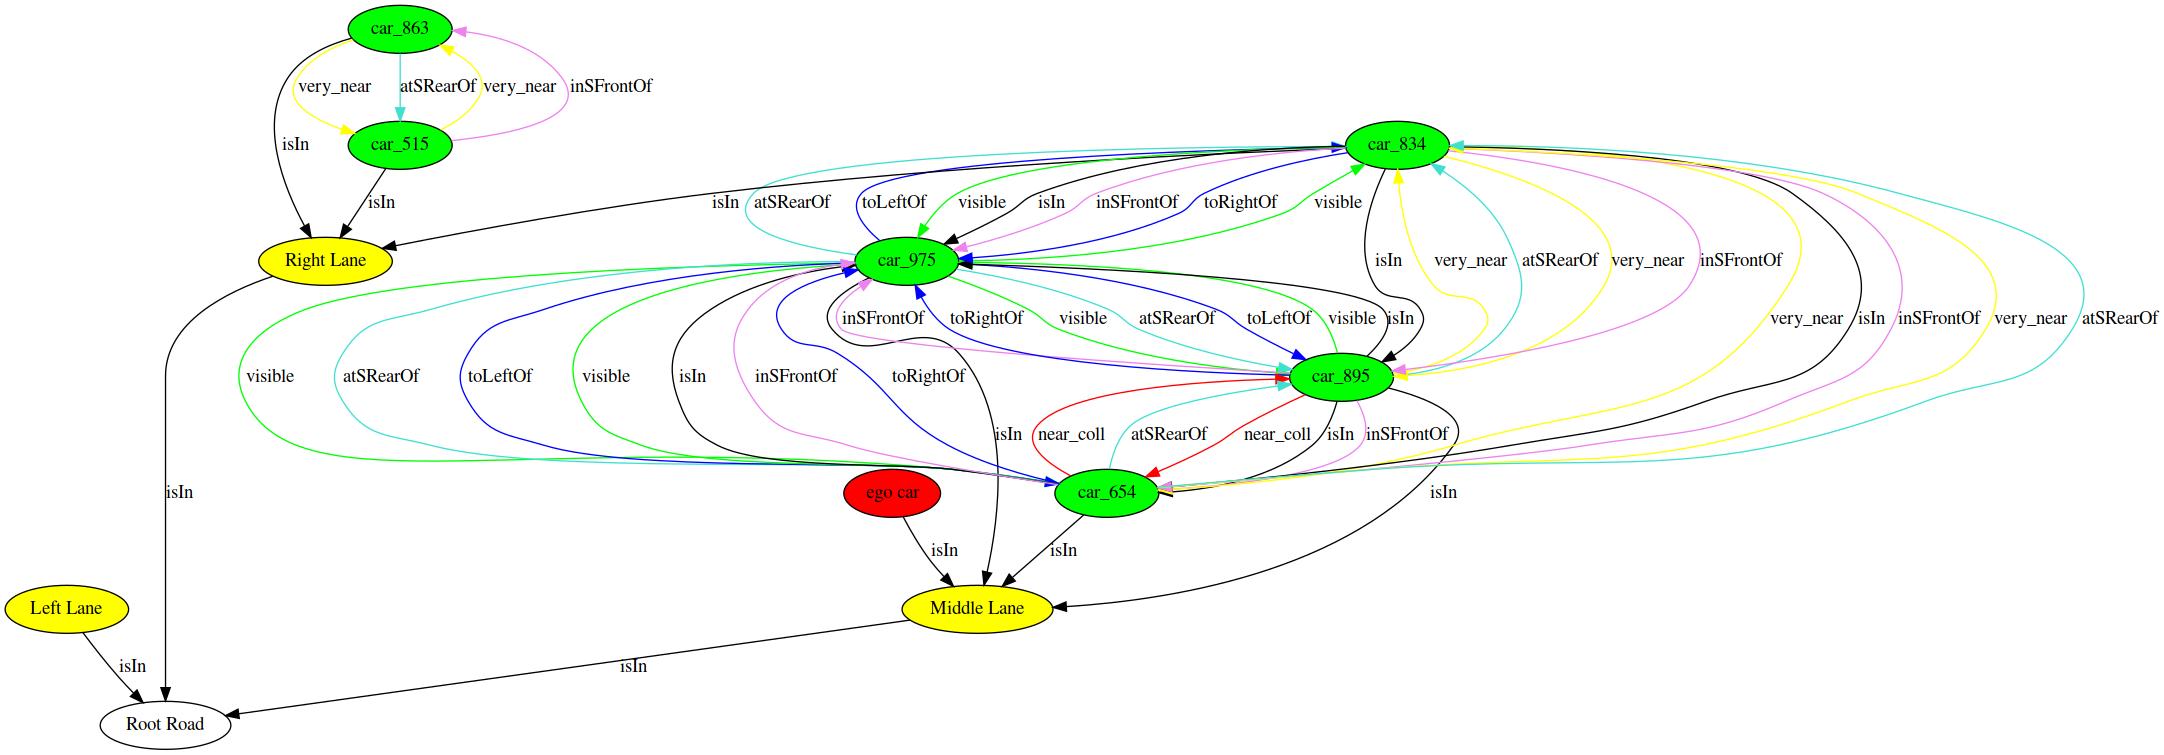 car_863
very_near
atSRearOf
very_near
inSFrontOf
isIn
car_515
car_834
isIn
isIn
atSRearOf
toLeftOf
visible
isIn
inSFrontOf
toRightOf
visible
Right Lane
car_975
isIn
very_near
atSRearOf
very_near
inSFrontOf
inSFrontOf
toRightOf
visible
atSRearOf
toLeftOf
visible
isIn
very_near
isIn
inSFrontOf
very_near
atSRearOf
visible
atSRearOf
toLeftOf
visible
isIn
inSFrontOf
toRightOf
car_895
isIn
near_coll
atSRearOf
near_coll
isIn
inSFrontOf
isIn
ego car
car_654
isIn
isIn
isIn
Left Lane
Middle Lane
isIn
isIn
Root Road